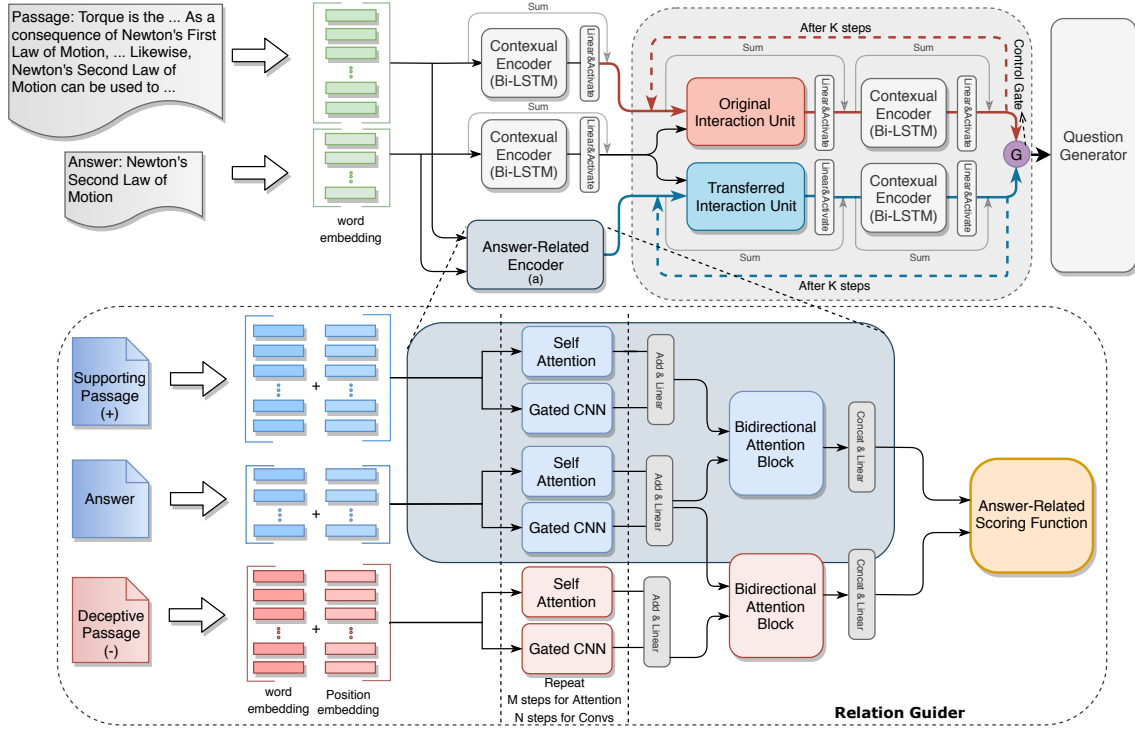 Passage: Torque is the ... As a
consequence of Newton's First
Law of Motion, ... Likewise,
Newton's Second Law of
Motion can be used to ...
Answer: Newton's
Second Law of
Motion
word
embedding
Sum
Contexual
Encoder
(Bi-LSTM)
Linear&Activate
Sum
Contexual
Encoder
(Bi-LSTM)
Linear&Activate
Answer-Related
Encoder
(a)
After K steps
Sum
Sum
Original
Interaction Unit
Linear&Activate
Contexual
Encoder
(Bi-LSTM)
Linear&Activate
Transferred
Interaction Unit
Linear&Activate
Contexual
Encoder
(Bi-LSTM)
Linear&Activate
Sum
Sum
After K steps
Control Gate
G
Question
Generator
Supporting
Passage
(+)
+
Self
Attention
Gated CNN
Add & Linear
Answer
+
Self
Attention
Gated CNN
Add & Linear
Bidirectional
Attention
Block
Concat & Linear
Deceptive
Passage
(-)
+
Self
Attention
Gated CNN
Add & Linear
Bidirectional
Attention
Block
Concat & Linear
Answer-Related
Scoring Function
word
embedding
Position
embedding
Repeat
M steps for Attention
N steps for Convs
Relation Guider